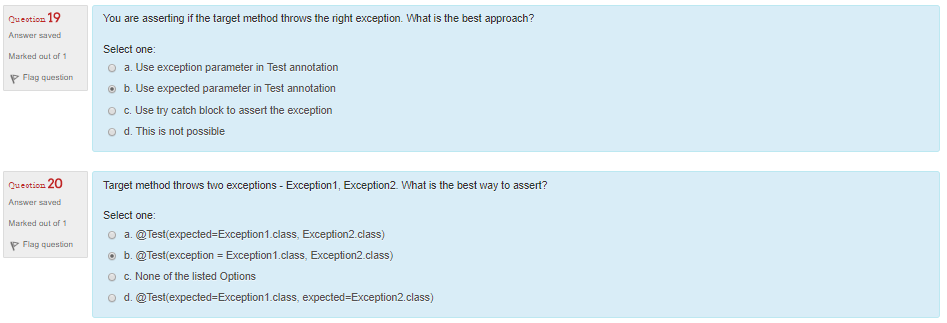 Question 19
Answer saved
Marked out of 1
Flag question
You are asserting if the target method throws the right exception. What is the best approach?
Select one:
a. Use exception parameter in Test annotation
b. Use expected parameter in Test annotation
c. Use try catch block to assert the exception
d. This is not possible
Question 20
Answer saved
Marked out of 1
Flag question
Target method throws two exceptions - Exception1, Exception2. What is the best way to assert?
Select one:
a. @Test(expected=Exception1.class, Exception2.class)
b. @Test(exception = Exception1.class, Exception2.class)
c. None of the listed Options
d. @Test(expected=Exception1.class, expected=Exception2.class)